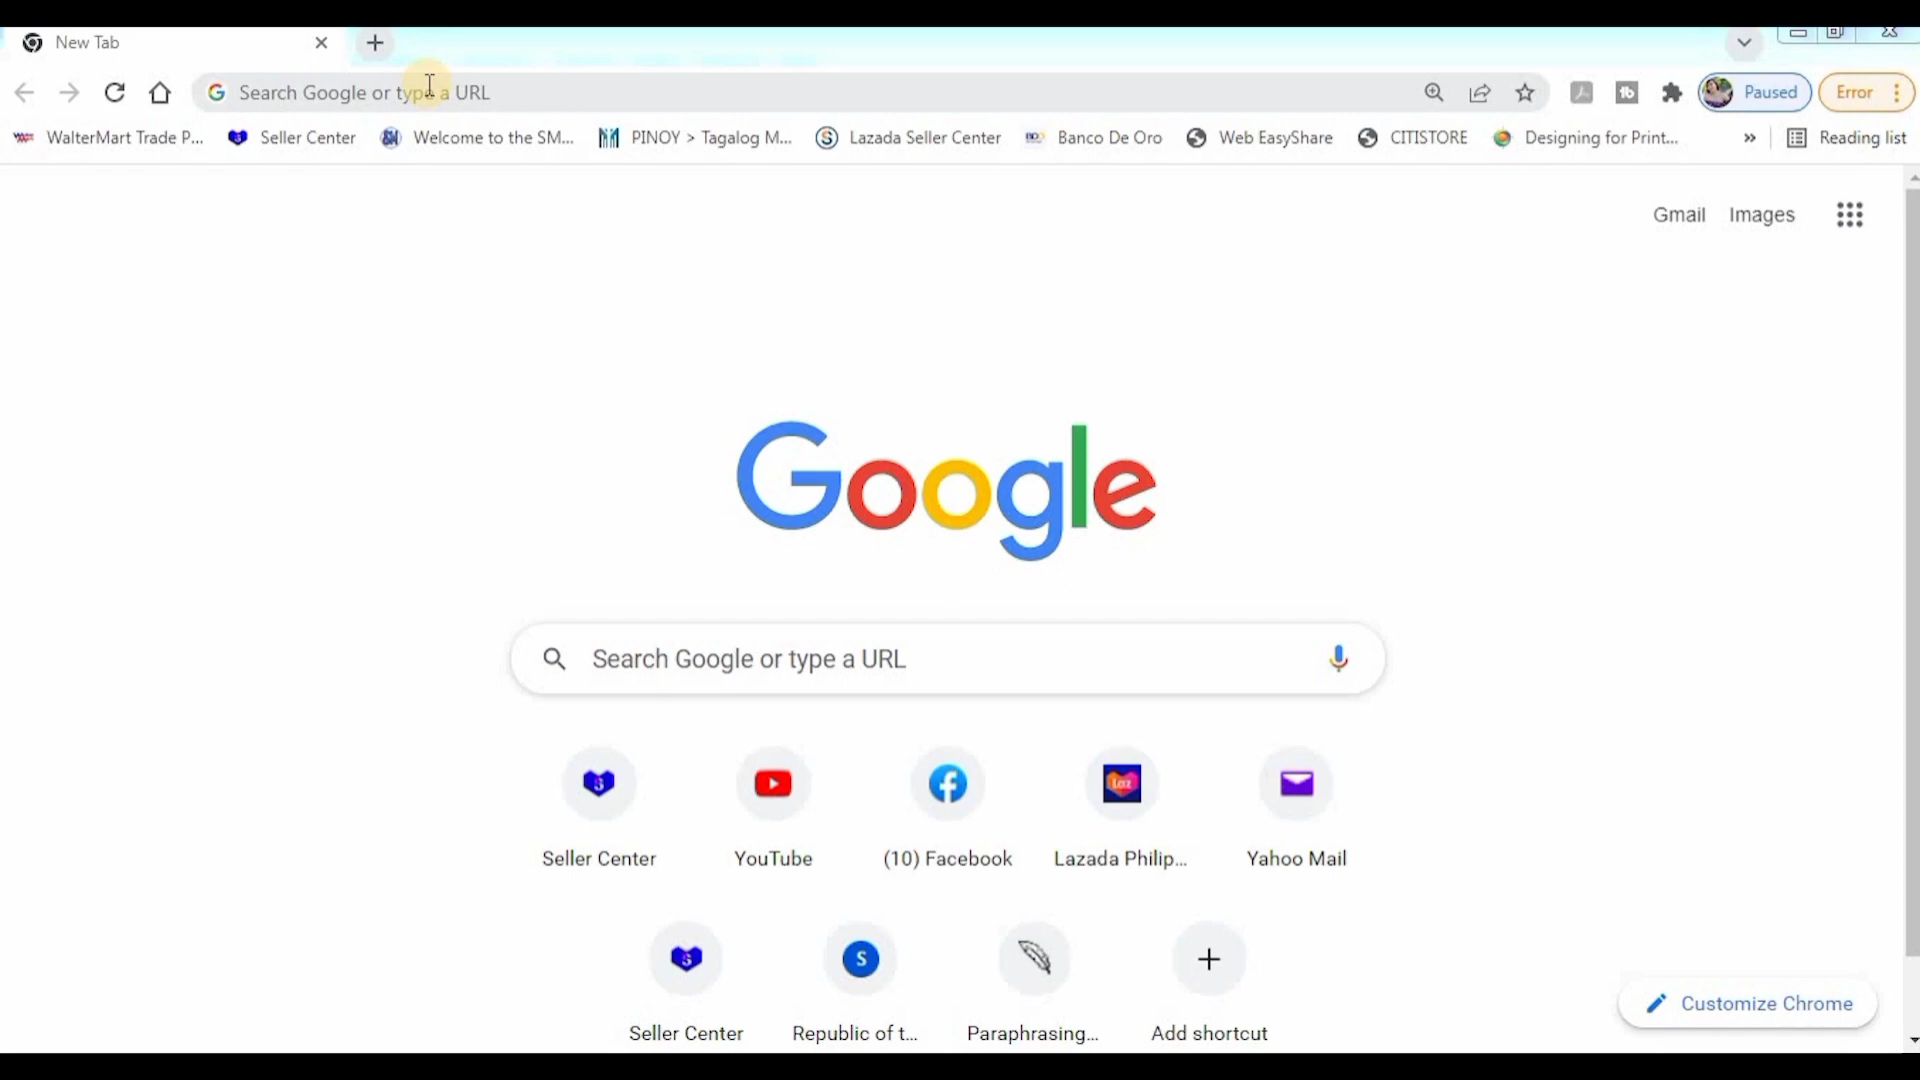 New Tab
Search Google or type a URL
Paused
Error
WalterMart Trade P...
Seller Center
Welcome to the SM...
PINOY > Tagalog M...
Lazada Seller Center
Banco De Oro
Web EasyShare
CITISTORE
Designing for Print...
»
Reading list
Gmail
Images
Google
Search Google or type a URL
Seller Center
YouTube
(10) Facebook
Lazada Philip...
Yahoo Mail
Seller Center
Republic of t...
Paraphrasing...
Add shortcut
Customize Chrome